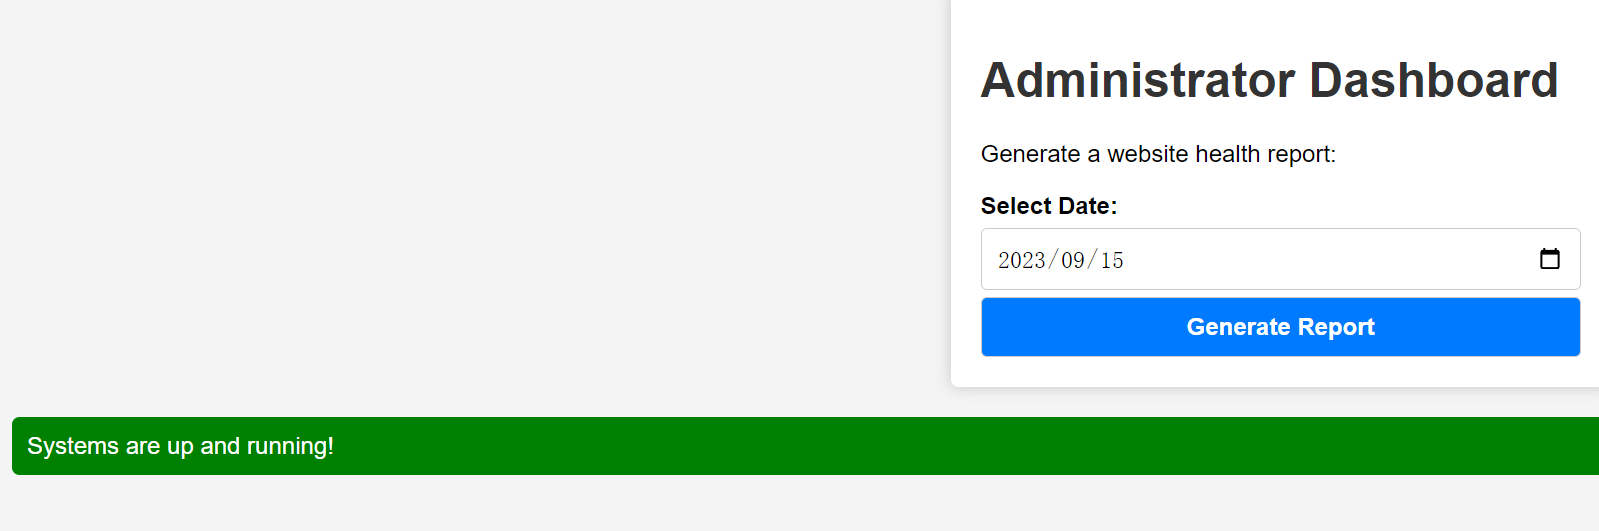 Administrator Dashboard
Generate a website health report:
Select Date:
2023/09/15
Generate Report
Systems are up and running!